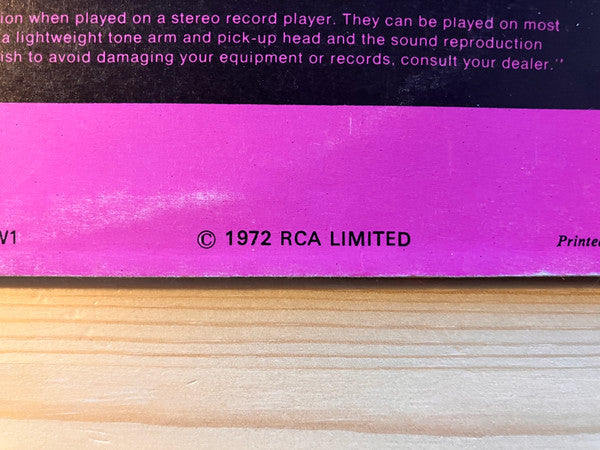 ion when played on a stereo record player. They can be played on most
a lightweight tone arm and pick-up head and the sound reproduction
ish to avoid damaging your equipment or records, consult your dealer."
W1
© 1972 RCA LIMITED
Printed